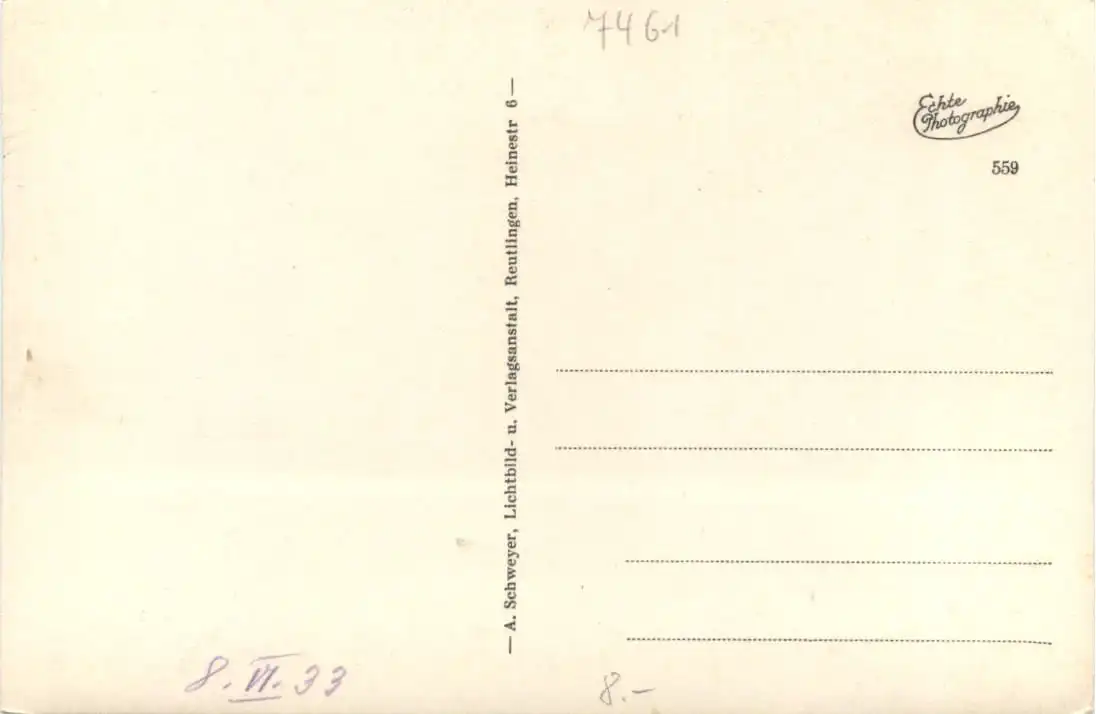 7461
Echte
Photographie
559
— A. Schweyer, Lichtbild- u. Verlagsanstalt, Reutlingen, Heinestr 6 —
8. VI. 33
8.–